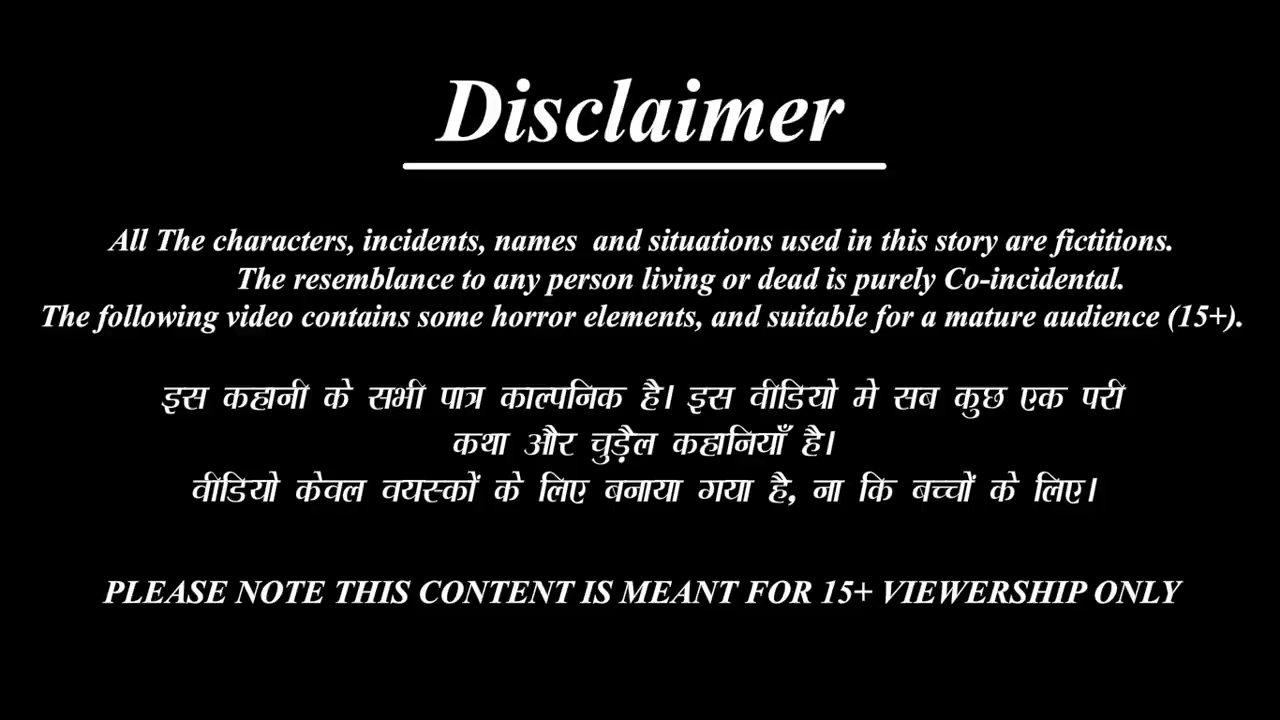 Disclaimer
All The characters, incidents, names and situations used in this story are fictitions.
The resemblance to any person living or dead is purely Co-incidental.
The following video contains some horror elements, and suitable for a mature audience (15+).
इस कहानी के सभी पात्र काल्पनिक है। इस वीडियो मे सब कुछ एक परी
कथा और चुड़ैल कहानियाँ है।
वीडियो केवल वयस्कों के लिए बनाया गया है, ना कि बच्चों के लिए।
PLEASE NOTE THIS CONTENT IS MEANT FOR 15+ VIEWERSHIP ONLY